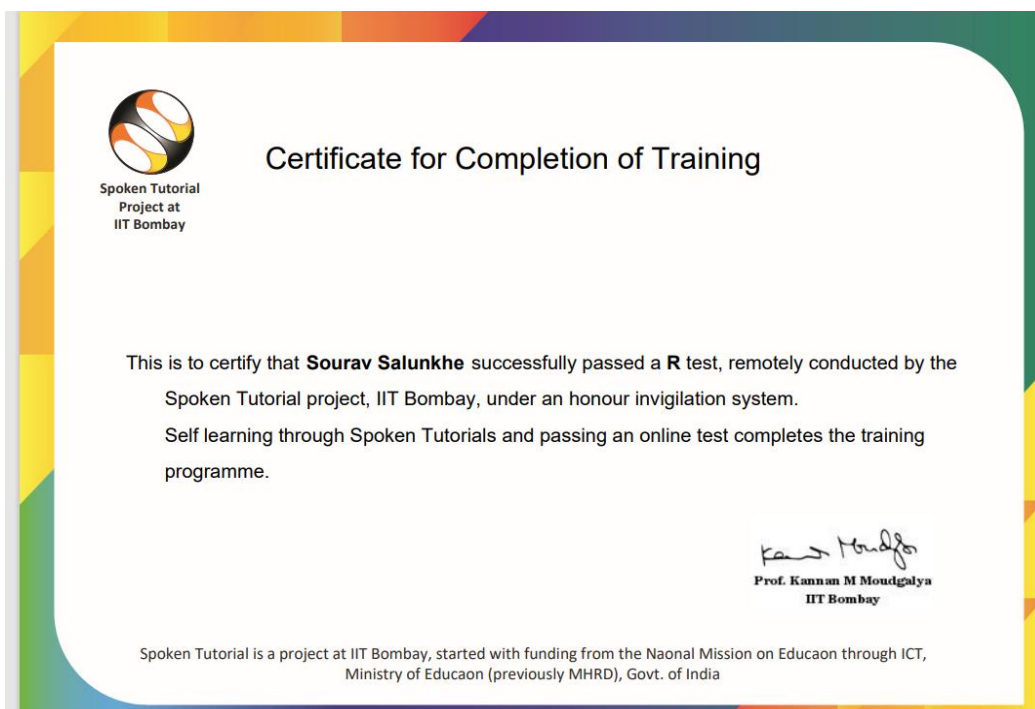 Spoken Tutorial
Project at
IIT Bombay
Certificate for Completion of Training
This is to certify that Sourav Salunkhe successfully passed a R test, remotely conducted by the
Spoken Tutorial project, IIT Bombay, under an honour invigilation system.
Self learning through Spoken Tutorials and passing an online test completes the training
programme.
Prof. Kannan M Moudgalya
IIT Bombay
Spoken Tutorial is a project at IIT Bombay, started with funding from the Naonal Mission on Educaon through ICT,
Ministry of Educaon (previously MHRD), Govt. of India